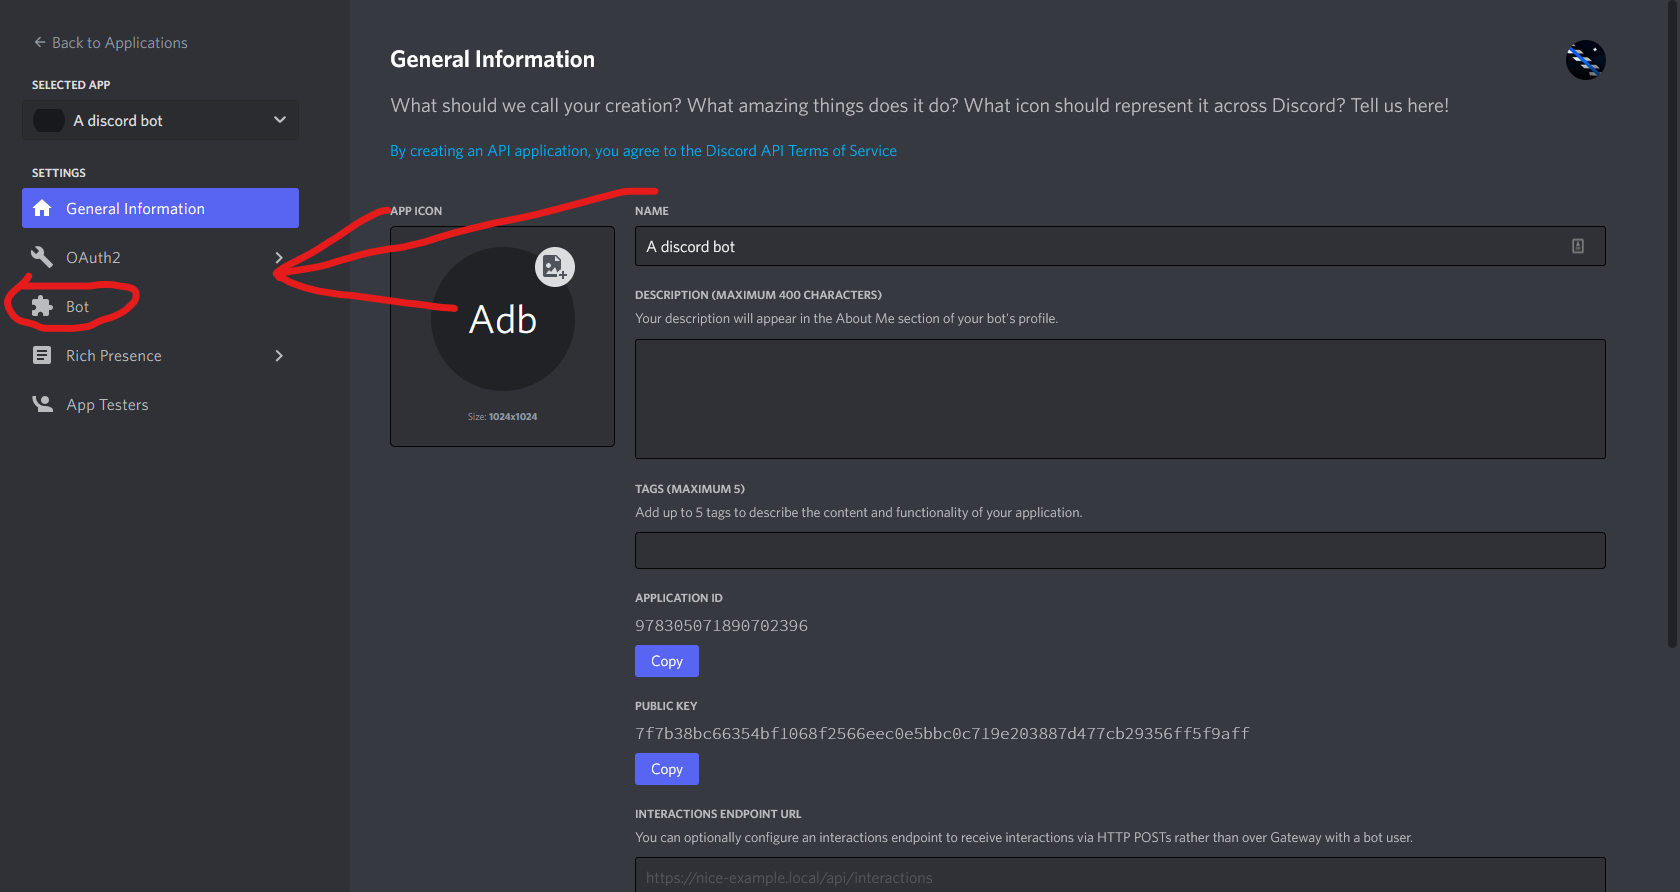 Back to Applications
SELECTED APP
A discord bot
SETTINGS
General Information
OAuth2
Bot
Rich Presence
App Testers
General Information
What should we call your creation? What amazing things does it do? What icon should represent it across Discord? Tell us here!
By creating an API application, you agree to the Discord API Terms of Service
APP ICON
Adb
Size: 1024x1024
NAME
A discord bot
DESCRIPTION (MAXIMUM 400 CHARACTERS)
Your description will appear in the About Me section of your bot's profile.
TAGS (MAXIMUM 5)
Add up to 5 tags to describe the content and functionality of your application.
APPLICATION ID
978305071890702396
Copy
PUBLIC KEY
7f7b38bc66354bf1068f2566eec0e5bbc0c719e203887d477cb29356ff5f9aff
Copy
INTERACTIONS ENDPOINT URL
You can optionally configure an interactions endpoint to receive interactions via HTTP POSTs rather than over Gateway with a bot user.
https://nice-example.local/api/interactions